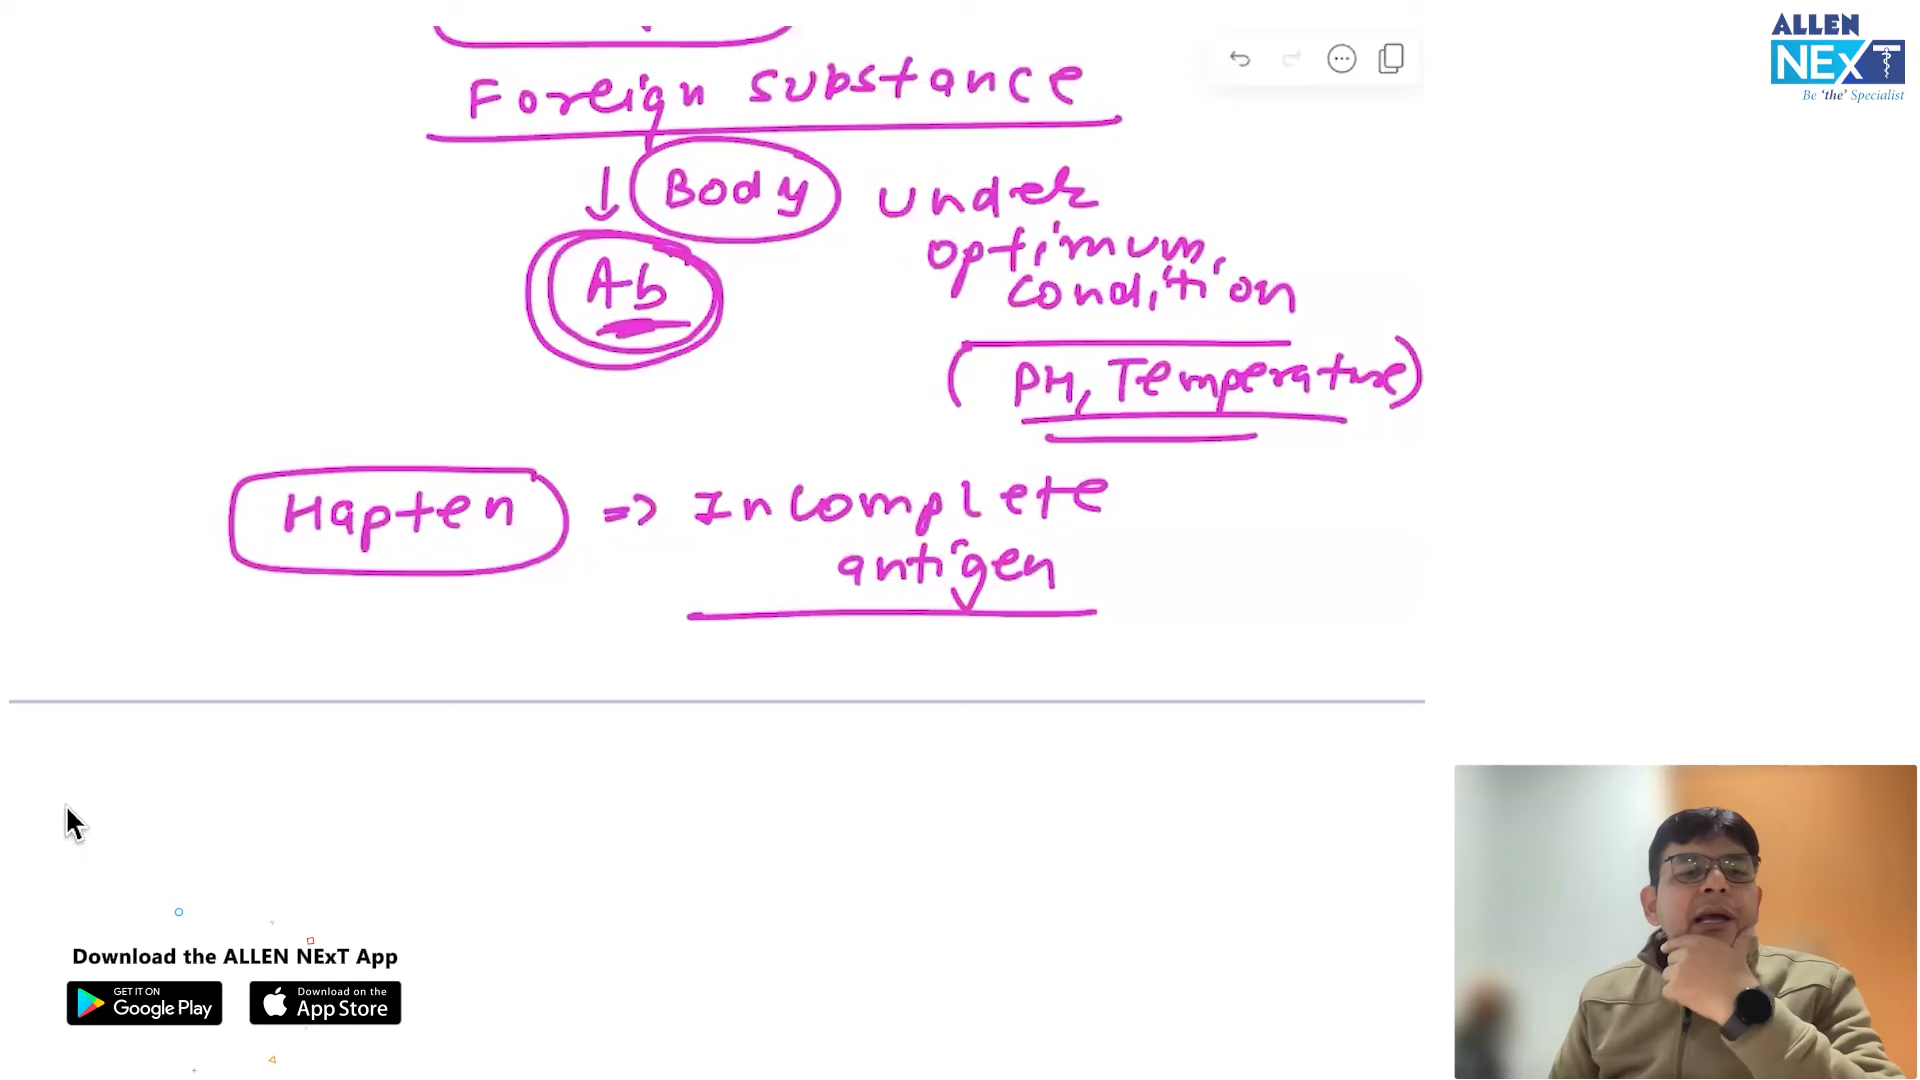 ALLEN
NExT
Be 'the' Specialist
Foreign substance
↓ Body under
Ab optimum
condition
(PH, Temperature)
Hapten => Incomplete
antigen
Download the ALLEN NExT App
GET IT ON
Google Play
Download on the
App Store